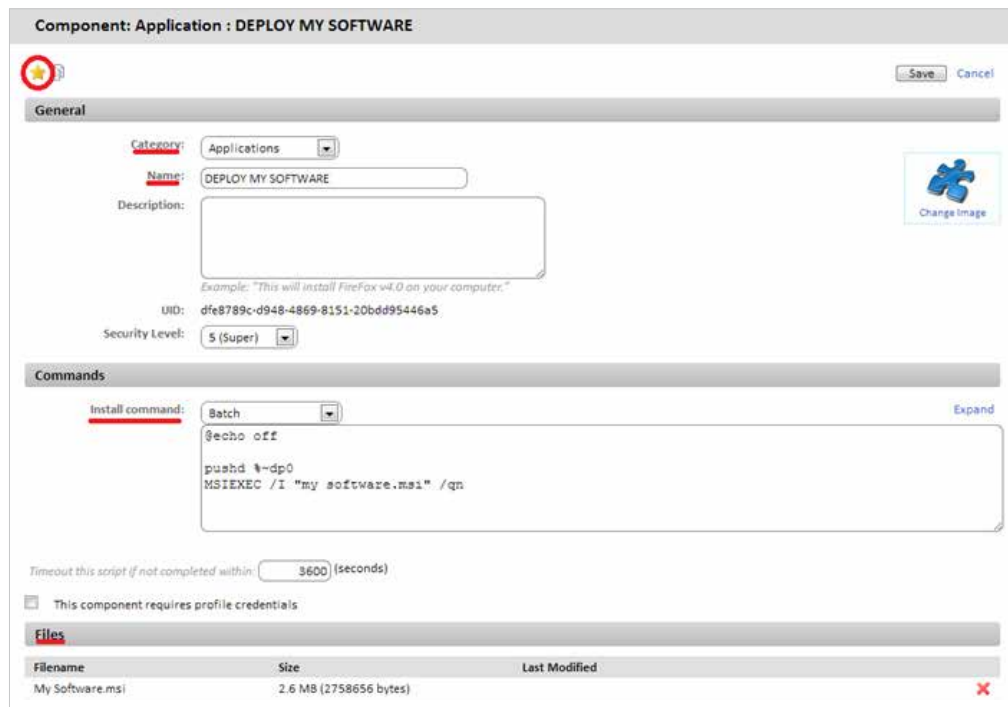 Component: Application : DEPLOY MY SOFTWARE
Save Cancel
General
Category: Applications
Name: DEPLOY MY SOFTWARE
Description:
Change Image
Example: "This will install FireFox v4.0 on your computer."
UID: dfe8789c-d948-4869-8151-20bdd95446a5
Security Level: 5 (Super)
Commands
Install command: Batch Expand
@echo off
pushd %~dp0
MSIEXEC /I "my software.msi" /qn
Timeout this script if not completed within: 3600 (seconds)
This component requires profile credentials
Files
Filename Size Last Modified
My Software.msi 2.6 MB (2758656 bytes)